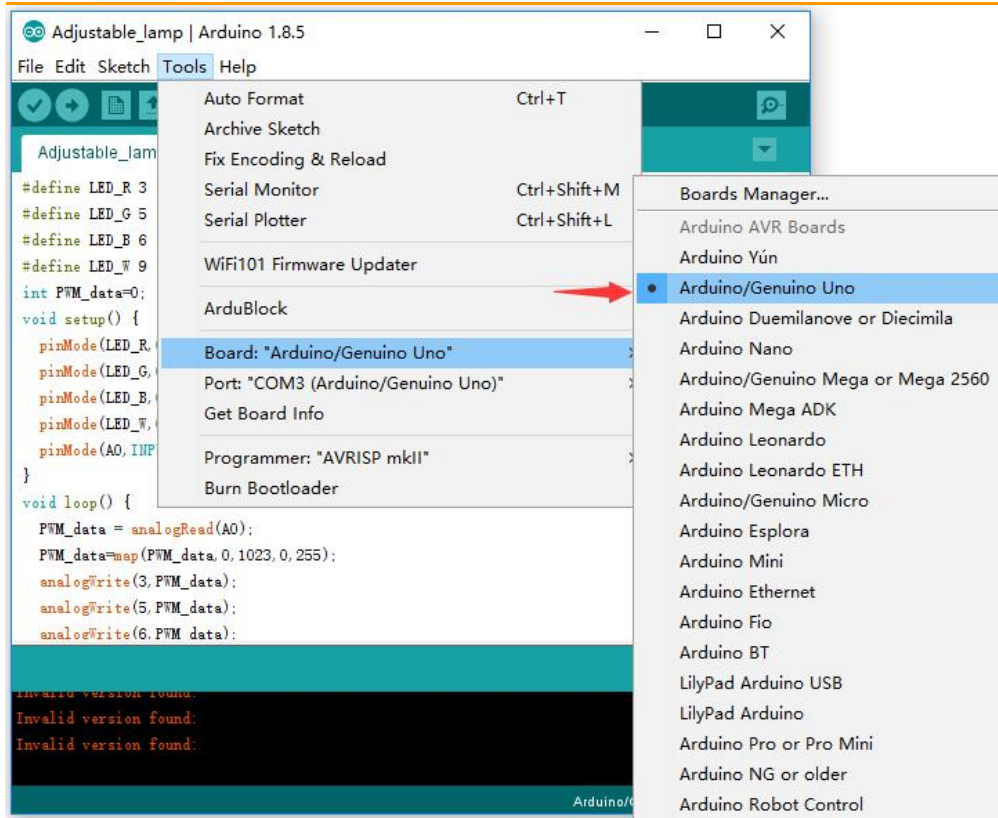 Adjustable_lamp | Arduino 1.8.5
File Edit Sketch Tools Help
Auto Format Ctrl+T
Archive Sketch
Fix Encoding & Reload
Serial Monitor Ctrl+Shift+M
Serial Plotter Ctrl+Shift+L
WiFi101 Firmware Updater
ArduBlock
Board: "Arduino/Genuino Uno"
Port: "COM3 (Arduino/Genuino Uno)"
Get Board Info
Programmer: "AVRISP mkII"
Burn Bootloader
Boards Manager...
Arduino AVR Boards
Arduino Yún
Arduino/Genuino Uno
Arduino Duemilanove or Diecimila
Arduino Nano
Arduino/Genuino Mega or Mega 2560
Arduino Mega ADK
Arduino Leonardo
Arduino Leonardo ETH
Arduino/Genuino Micro
Arduino Esplora
Arduino Mini
Arduino Ethernet
Arduino Fio
Arduino BT
LilyPad Arduino USB
LilyPad Arduino
Arduino Pro or Pro Mini
Arduino NG or older
Arduino Robot Control
Adjustable_lam
#define LED_R 3
#define LED_G 5
#define LED_B 6
#define LED_W 9
int PWM_data=0;
void setup() {
pinMode(LED_R,
pinMode(LED_G,
pinMode(LED_B,
pinMode(LED_W,
pinMode(A0,INP
}
void loop() {
PWM_data = analogRead(A0);
PWM_data=map(PWM_data,0,1023,0,255);
analogWrite(3,PWM_data);
analogWrite(5,PWM_data);
analogWrite(6,PWM_data);
Invalid version found:
Invalid version found:
Invalid version found:
Arduino/